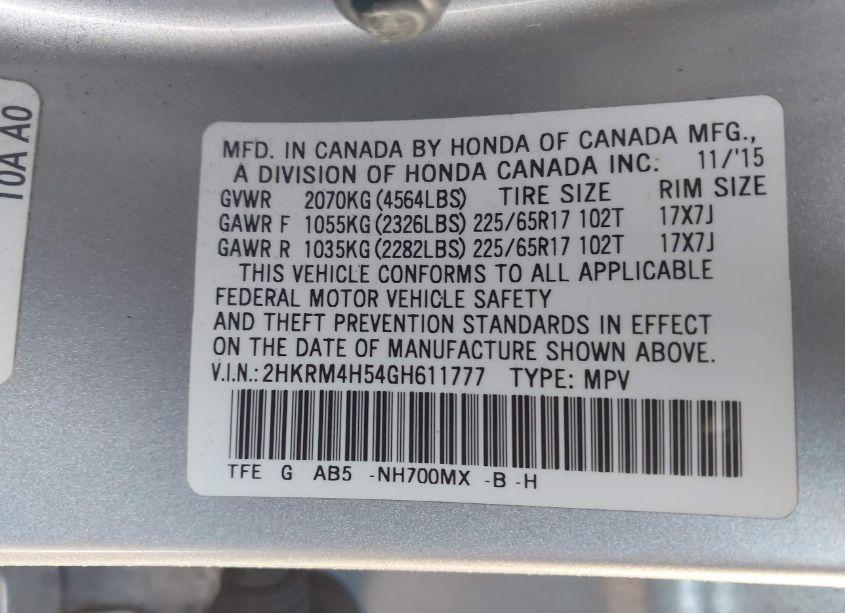 10A A0
MFD. IN CANADA BY HONDA OF CANADA MFG.,
A DIVISION OF HONDA CANADA INC: 11/'15
GVWR 2070KG (4564LBS) TIRE SIZE RIM SIZE
GAWR F 1055KG (2326LBS) 225/65R17 102T 17X7J
GAWR R 1035KG (2282LBS) 225/65R17 102T 17X7J
THIS VEHICLE CONFORMS TO ALL APPLICABLE
FEDERAL MOTOR VEHICLE SAFETY
AND THEFT PREVENTION STANDARDS IN EFFECT
ON THE DATE OF MANUFACTURE SHOWN ABOVE.
V.I.N.: 2HKRM4H54GH611777 TYPE: MPV
TFE G AB5 -NH700MX -B -H